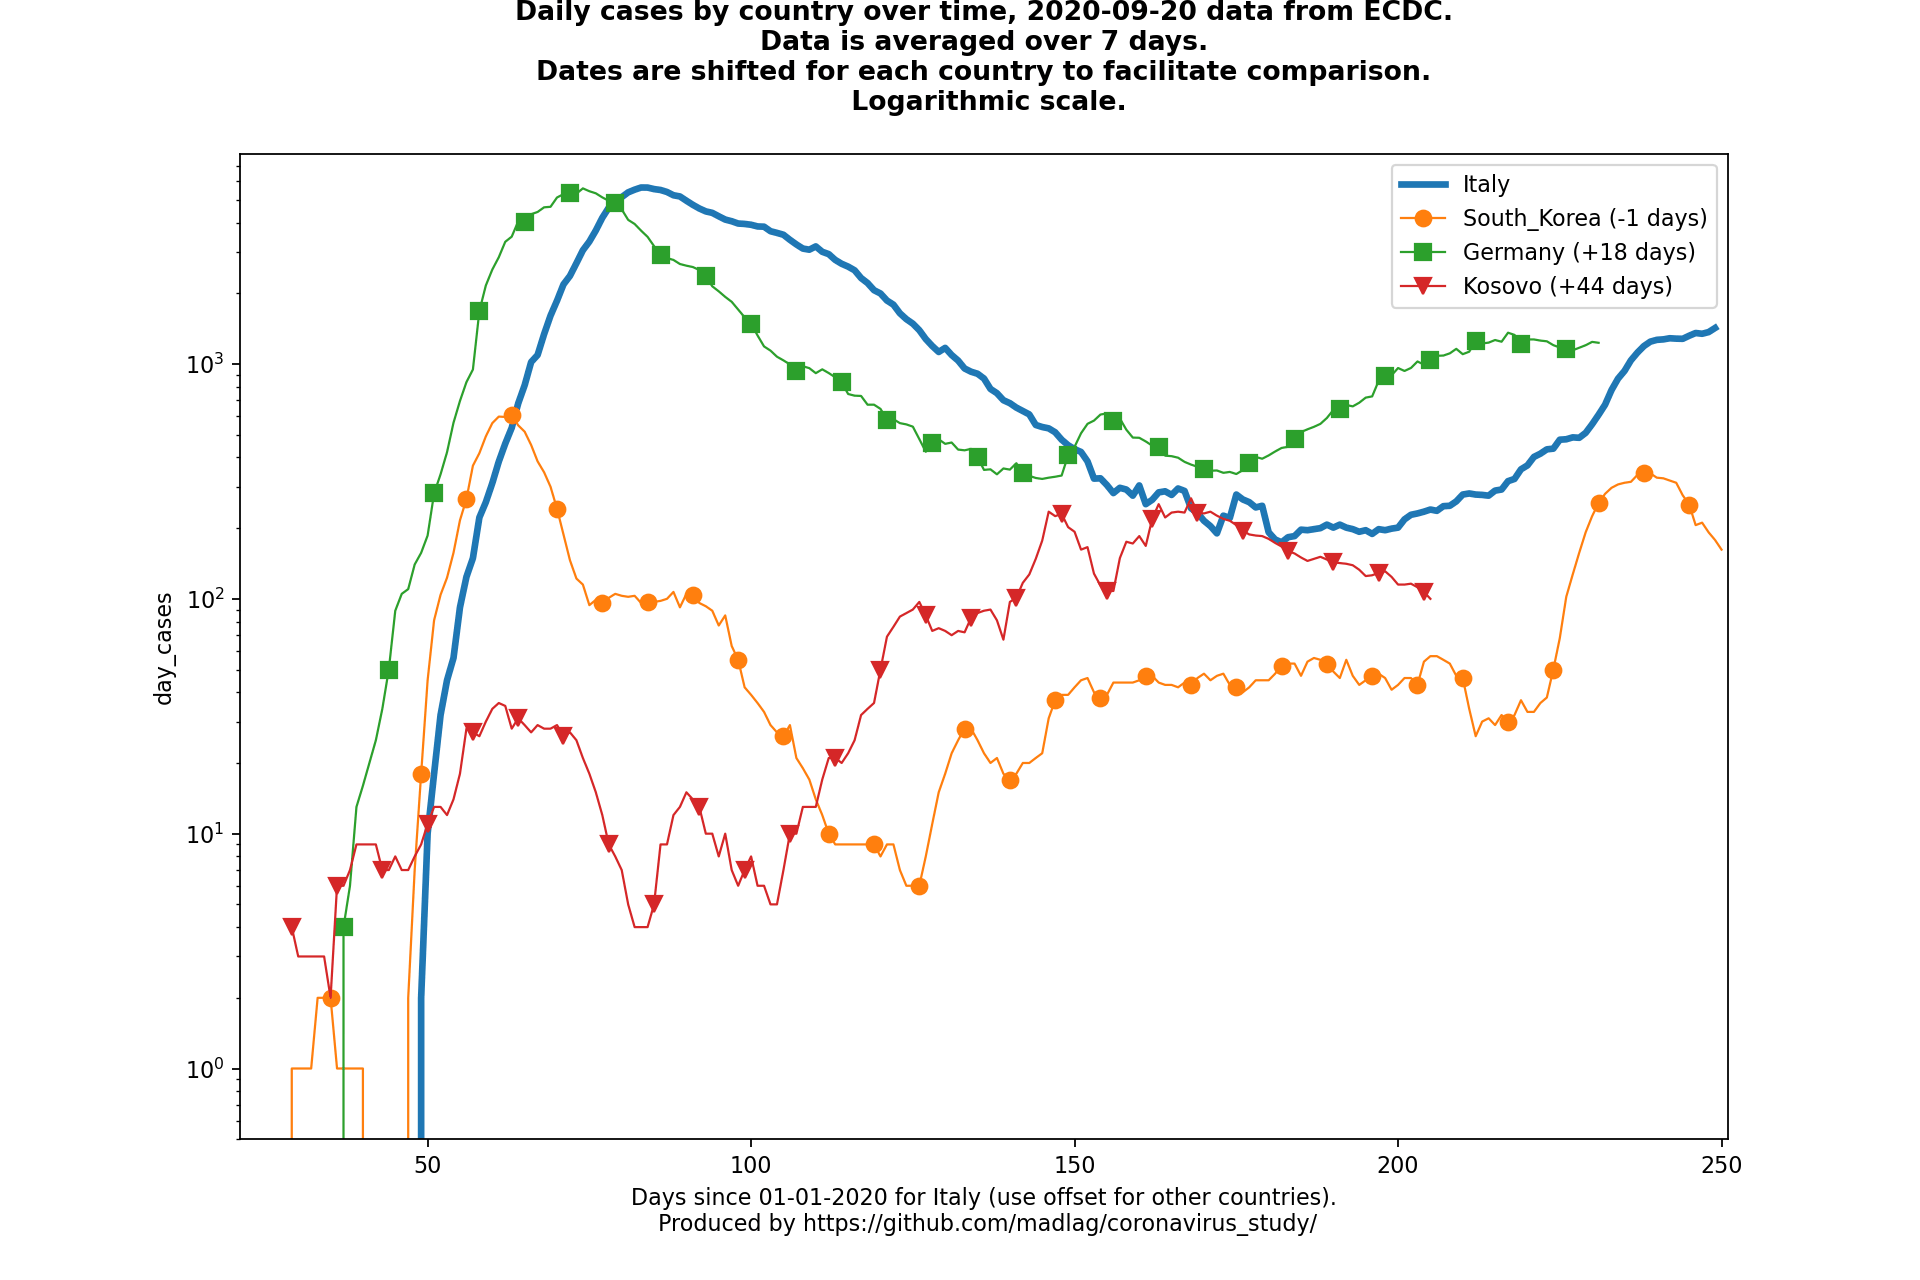 Daily cases by country over time, 2020-09-20 data from ECDC.
Data is averaged over 7 days.
Dates are shifted for each country to facilitate comparison.
Logarithmic scale.
Italy
South_Korea (-1 days)
Germany (+18 days)
Kosovo (+44 days)
day_cases
10³
10²
10¹
10⁰
50 100 150 200 250
Days since 01-01-2020 for Italy (use offset for other countries).
Produced by https://github.com/madlag/coronavirus_study/